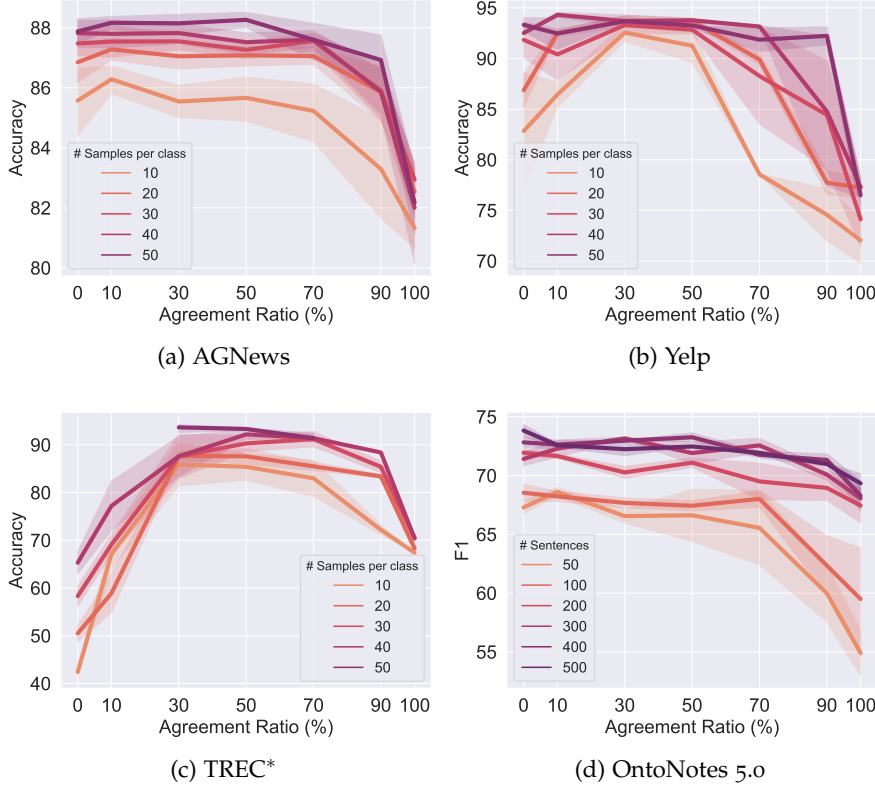 88
86
84
82
80
Accuracy
# Samples per class
10
20
30
40
50
0 10 30 50 70 90 100
Agreement Ratio (%)
(a) AGNews
95
90
85
80
75
70
Accuracy
# Samples per class
10
20
30
40
50
0 10 30 50 70 90 100
Agreement Ratio (%)
(b) Yelp
90
80
70
60
50
40
Accuracy
# Samples per class
10
20
30
40
50
0 10 30 50 70 90 100
Agreement Ratio (%)
(c) TREC*
75
70
65
60
55
F1
# Sentences
50
100
200
300
400
500
0 10 30 50 70 90 100
Agreement Ratio (%)
(d) OntoNotes 5.0